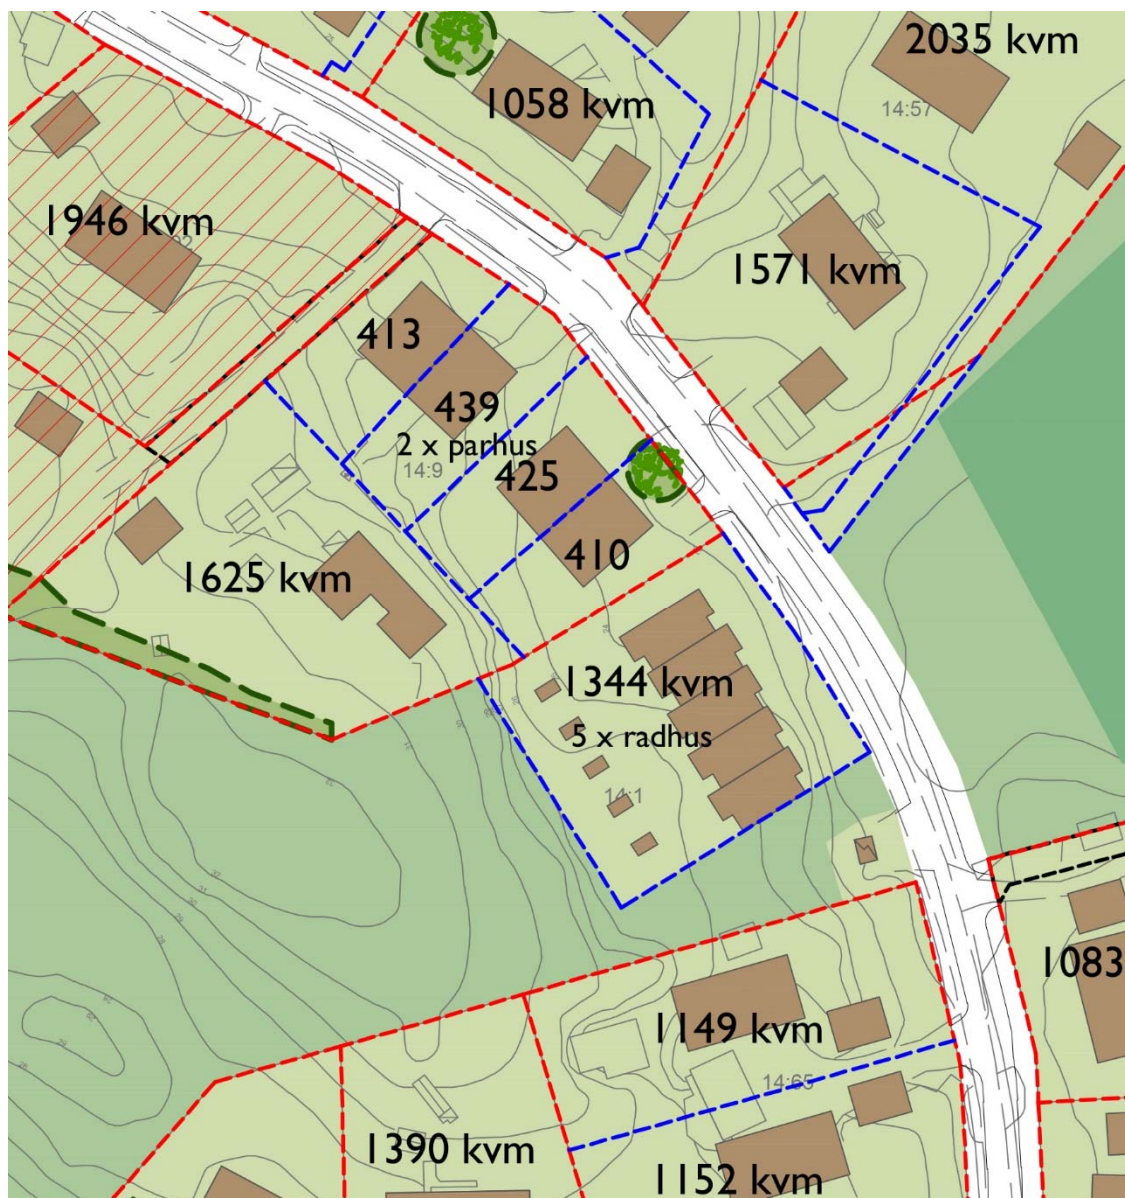 2035 kvm
1058 kvm
14:57
1946 kvm
1571 kvm
413
439
2 x parhus
14:9
425
410
1625 kvm
1344 kvm
5 x radhus
14:1
1083
1149 kvm
14:65
1390 kvm
1152 kvm